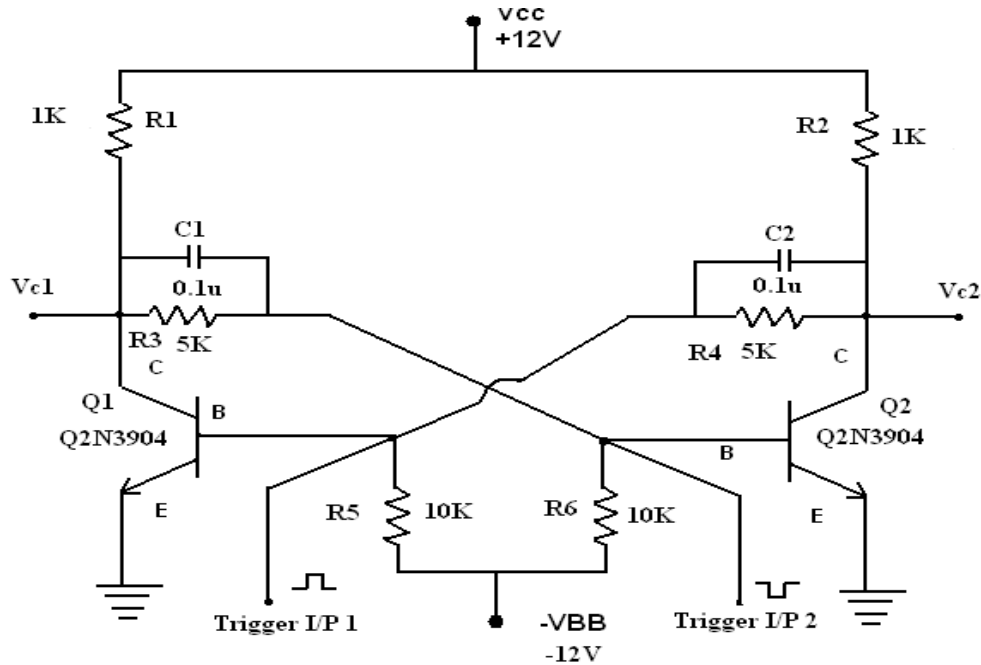 Vcc
+12V
1K
R1
R2
1K
C1
0.1u
C2
0.1u
Vc1
Vc2
R3
5K
R4
5K
C
C
Q1
Q2N3904
B
Q2
Q2N3904
B
E
E
R5
10K
R6
10K
Trigger I/P 1
-VBB
-12V
Trigger I/P 2